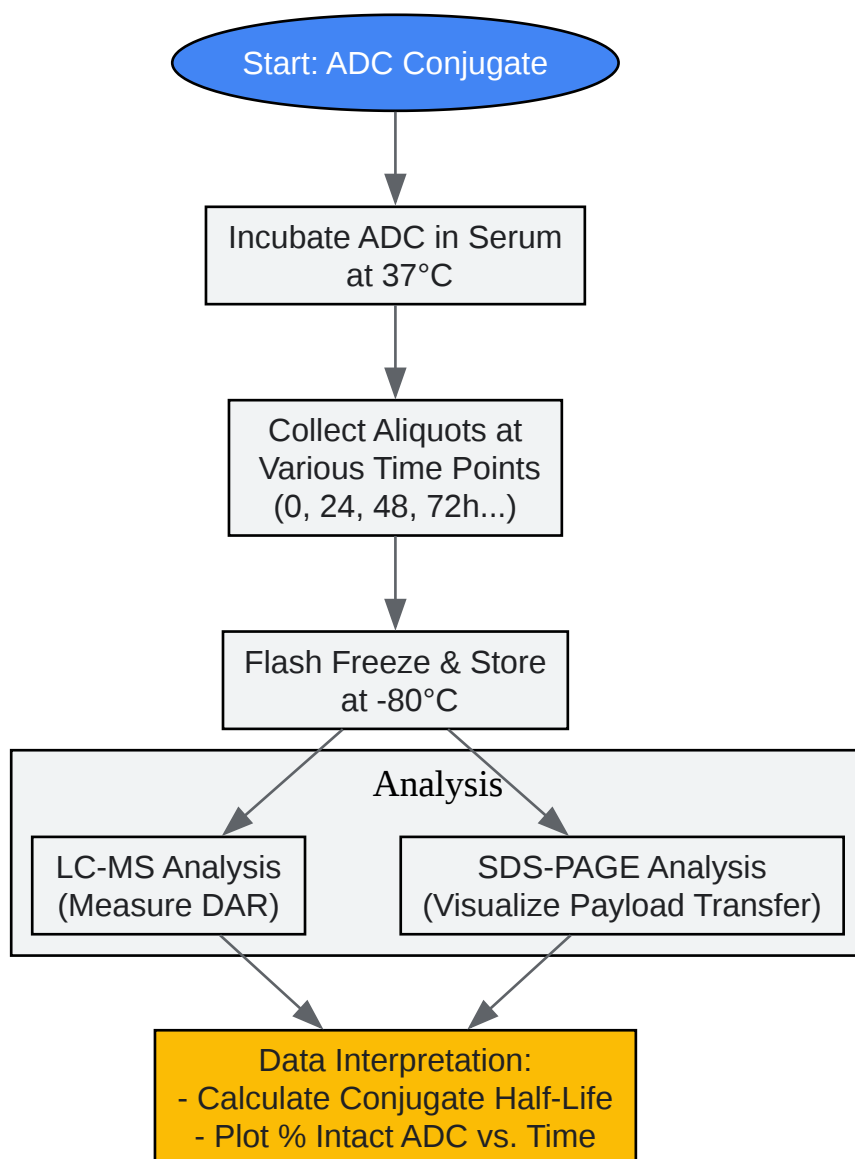 Start: ADC Conjugate
Incubate ADC in Serum
at 37°C
Collect Aliquots at
Various Time Points
(0, 24, 48, 72h...)
Flash Freeze & Store
at -80°C
Analysis
LC-MS Analysis
(Measure DAR)
SDS-PAGE Analysis
(Visualize Payload Transfer)
Data Interpretation:
- Calculate Conjugate Half-Life
- Plot % Intact ADC vs. Time